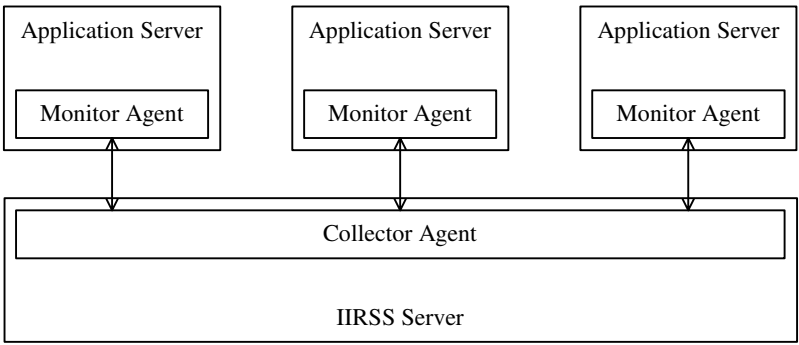 Application Server
Application Server
Application Server
Monitor Agent
Monitor Agent
Monitor Agent
Collector Agent
IIRSS Server